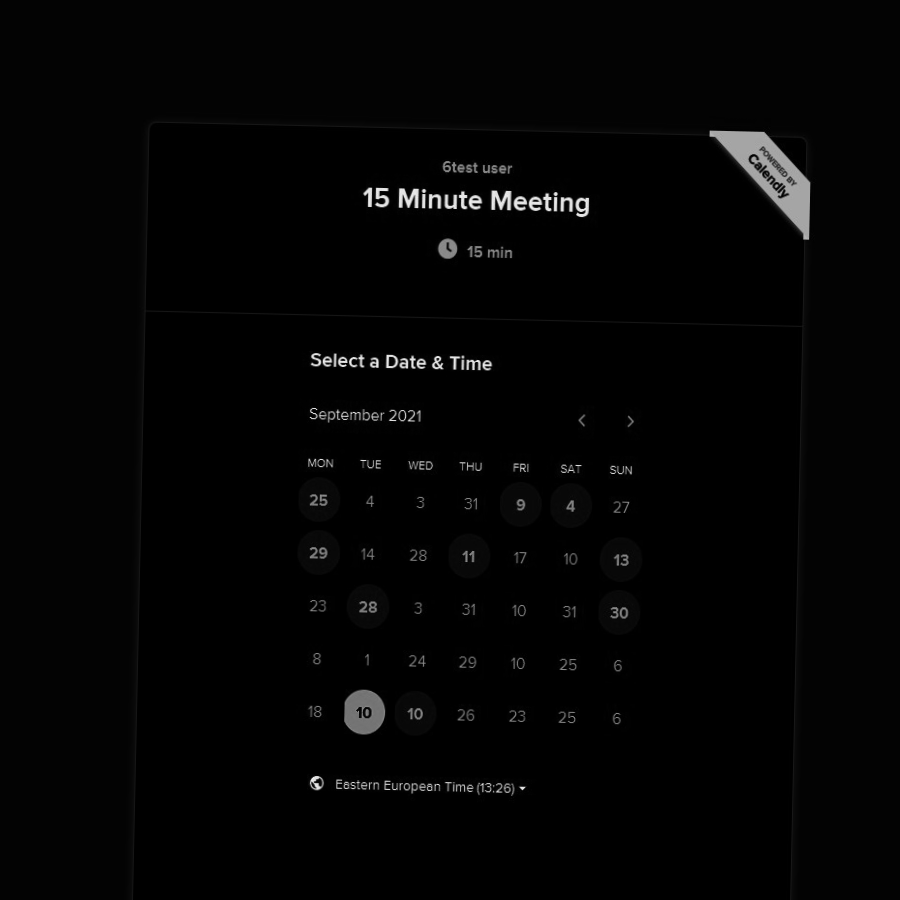 POWERED BY
Calendly
6test user
15 Minute Meeting
15 min
Select a Date & Time
September 2021
MON TUE WED THU FRI SAT SUN
25 4 3 31 9 4 27
29 14 28 11 17 10 13
23 28 3 31 10 31 30
8 1 24 29 10 25 6
18 10 10 26 23 25 6
Eastern European Time (13:26)